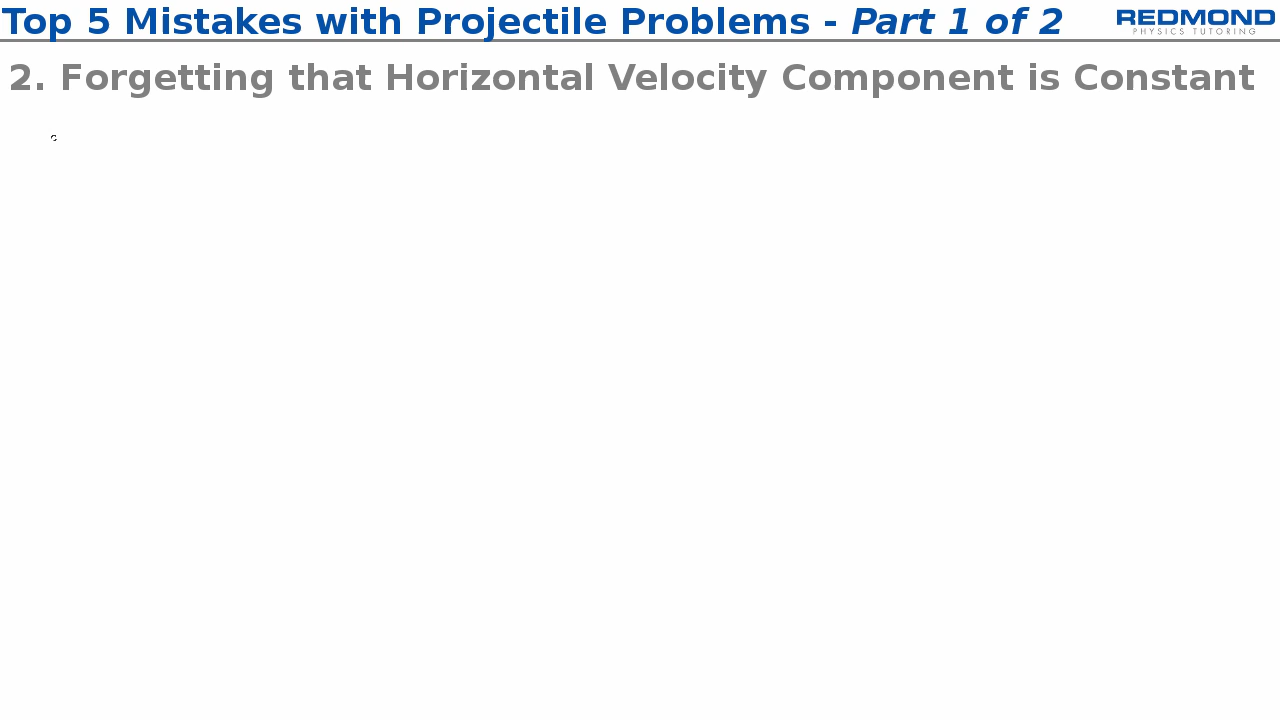 Top 5 Mistakes with Projectile Problems - Part 1 of 2
REDMOND
PHYSICS TUTORING
2. Forgetting that Horizontal Velocity Component is Constant